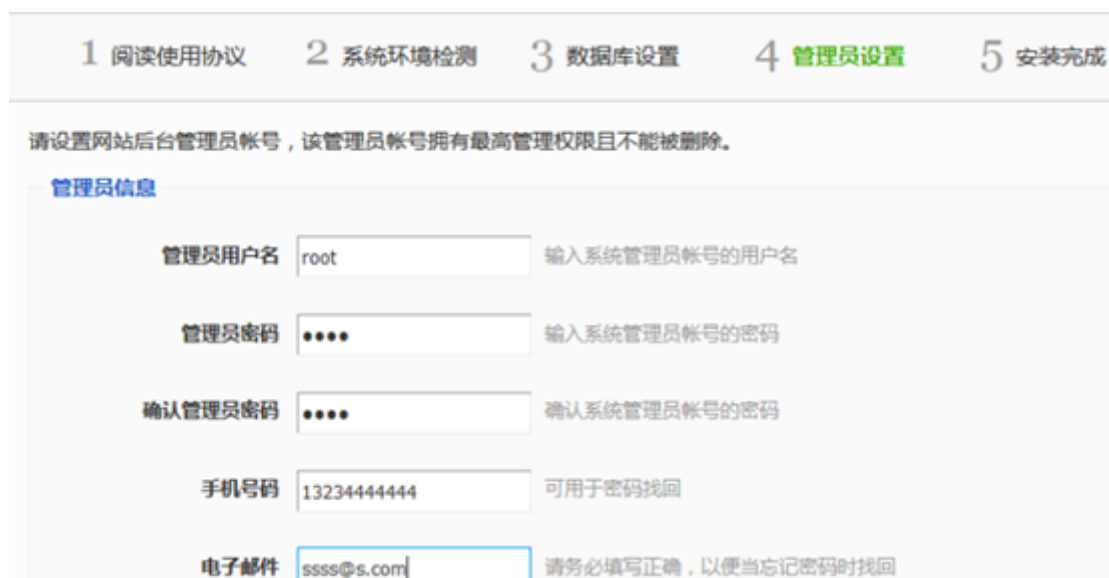 1 阅读使用协议 2 系统环境检测 3 数据库设置 4 管理员设置 5 安装完成
请设置网站后台管理员帐号，该管理员帐号拥有最高管理权限且不能被删除。
管理员信息
管理员用户名 root 输入系统管理员帐号的用户名
管理员密码 •••• 输入系统管理员帐号的密码
确认管理员密码 •••• 确认系统管理员帐号的密码
手机号码 13234444444 可用于密码找回
电子邮件 ssss@s.com 请务必填写正确，以便当忘记密码时找回